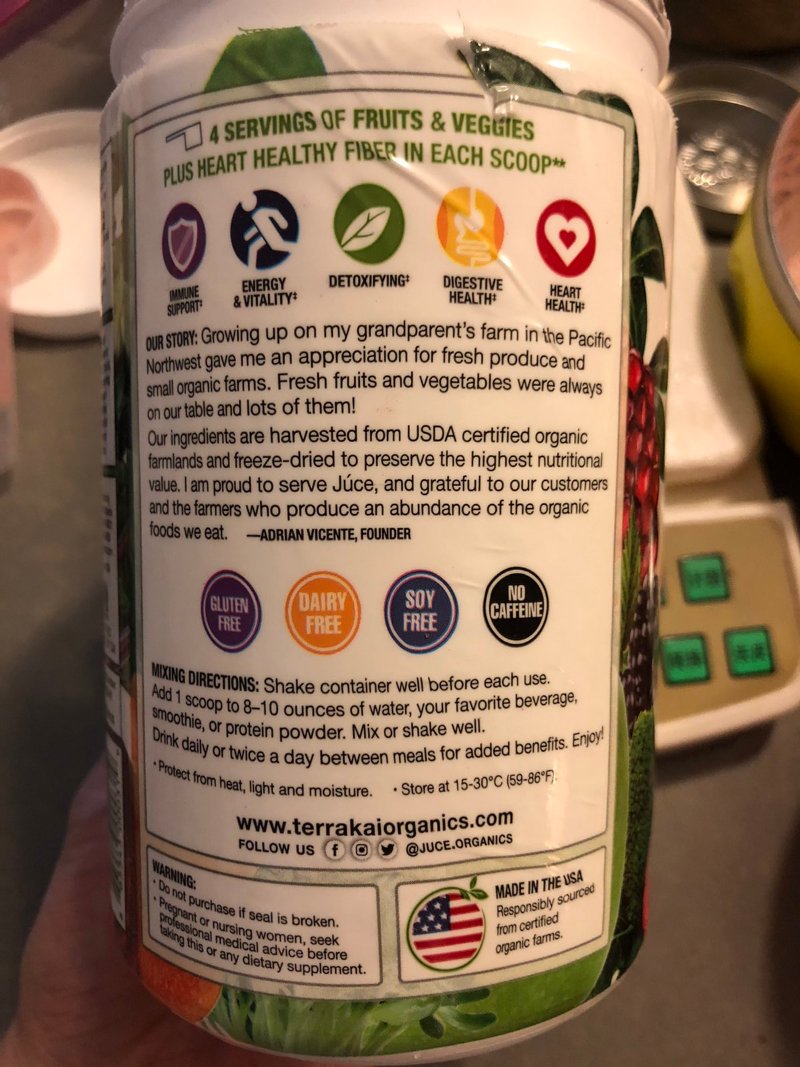 4 SERVINGS OF FRUITS & VEGGIES
PLUS HEART HEALTHY FIBER IN EACH SCOOP**
IMMUNE
SUPPORT‡
ENERGY
& VITALITY‡
DETOXIFYING‡
DIGESTIVE
HEALTH‡
HEART
HEALTH‡
OUR STORY: Growing up on my grandparent's farm in the Pacific
Northwest gave me an appreciation for fresh produce and
small organic farms. Fresh fruits and vegetables were always
on our table and lots of them!
Our ingredients are harvested from USDA certified organic
farmlands and freeze-dried to preserve the highest nutritional
value. I am proud to serve Júce, and grateful to our customers
and the farmers who produce an abundance of the organic
foods we eat. —ADRIAN VICENTE, FOUNDER
GLUTEN
FREE
DAIRY
FREE
SOY
FREE
NO
CAFFEINE
MIXING DIRECTIONS: Shake container well before each use.
Add 1 scoop to 8–10 ounces of water, your favorite beverage,
smoothie, or protein powder. Mix or shake well.
Drink daily or twice a day between meals for added benefits. Enjoy!
• Protect from heat, light and moisture. • Store at 15-30°C (59-86°F).
www.terrakaiorganics.com
FOLLOW US @JUCE.ORGANICS
WARNING:
• Do not purchase if seal is broken.
• Pregnant or nursing women, seek
professional medical advice before
taking this or any dietary supplement.
MADE IN THE USA
Responsibly sourced
from certified
organic farms.